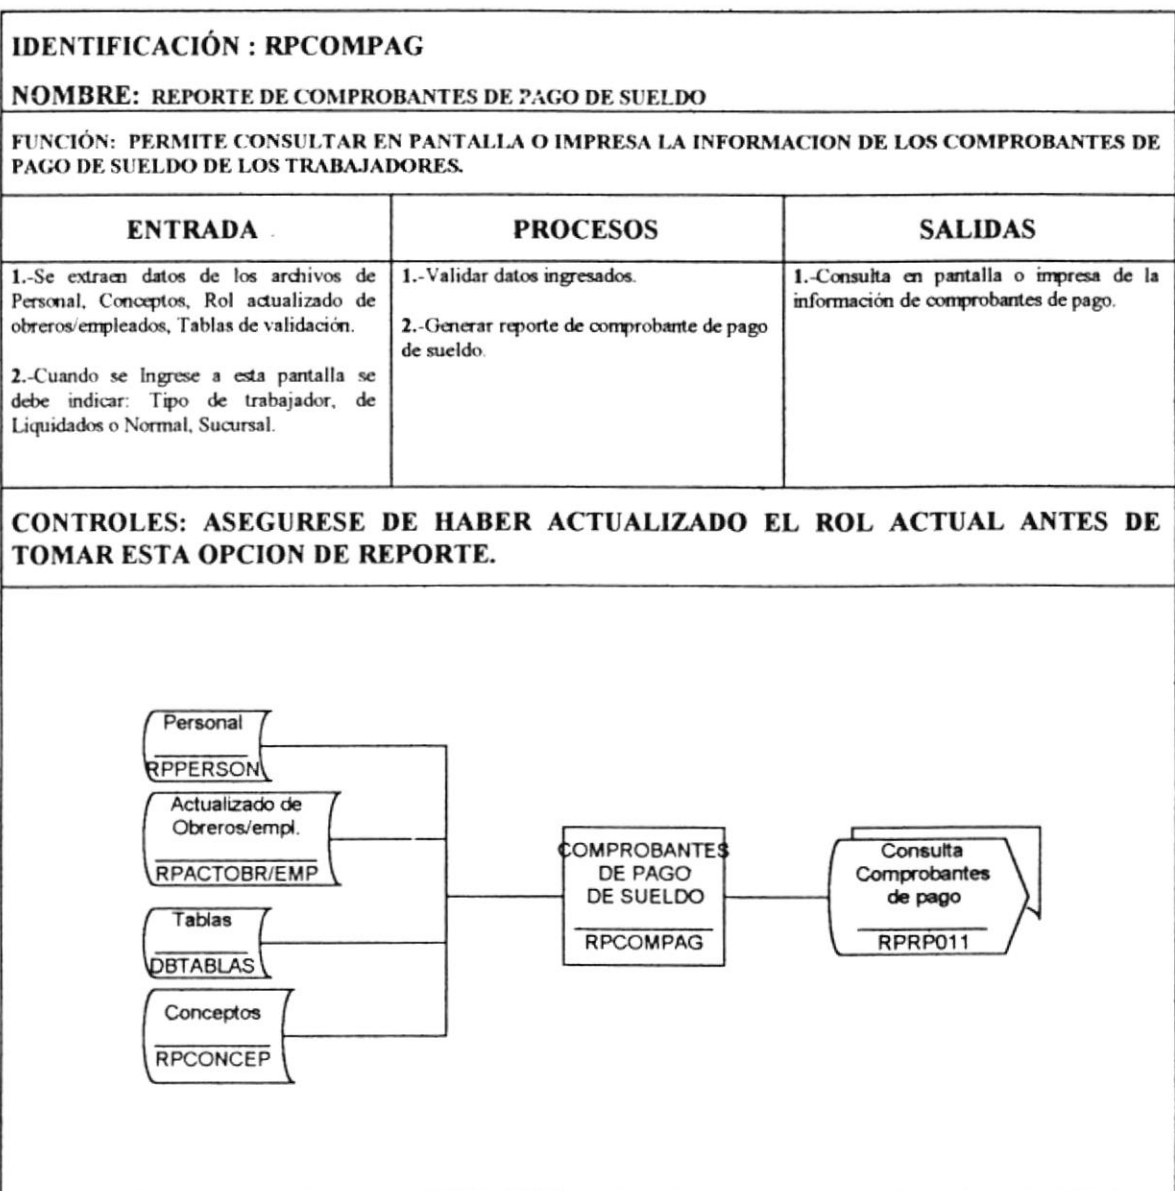 IDENTIFICACIÓN : RPCOMPAG
NOMBRE: REPORTE DE COMPROBANTES DE PAGO DE SUELDO
FUNCIÓN: PERMITE CONSULTAR EN PANTALLA O IMPRESA LA INFORMACION DE LOS COMPROBANTES DE
PAGO DE SUELDO DE LOS TRABAJADORES.
ENTRADA
1.-Se extraen datos de los archivos de
Personal, Conceptos, Rol actualizado de
obreros/empleados, Tablas de validación.
2.-Cuando se Ingrese a esta pantalla se
debe indicar: Tipo de trabajador, de
Liquidados o Normal, Sucursal.
PROCESOS
1.-Validar datos ingresados.
2.-Generar reporte de comprobante de pago
de sueldo.
SALIDAS
1.-Consulta en pantalla o impresa de la
información de comprobantes de pago.
CONTROLES: ASEGURESE DE HABER ACTUALIZADO EL ROL ACTUAL ANTES DE
TOMAR ESTA OPCION DE REPORTE.
Personal
RPPERSON
Actualizado de
Obreros/empl.
RPACTOBR/EMP
Tablas
DBTABLAS
Conceptos
RPCONCEP
COMPROBANTES
DE PAGO
DE SUELDO
RPCOMPAG
Consulta
Comprobantes
de pago
RPRP011